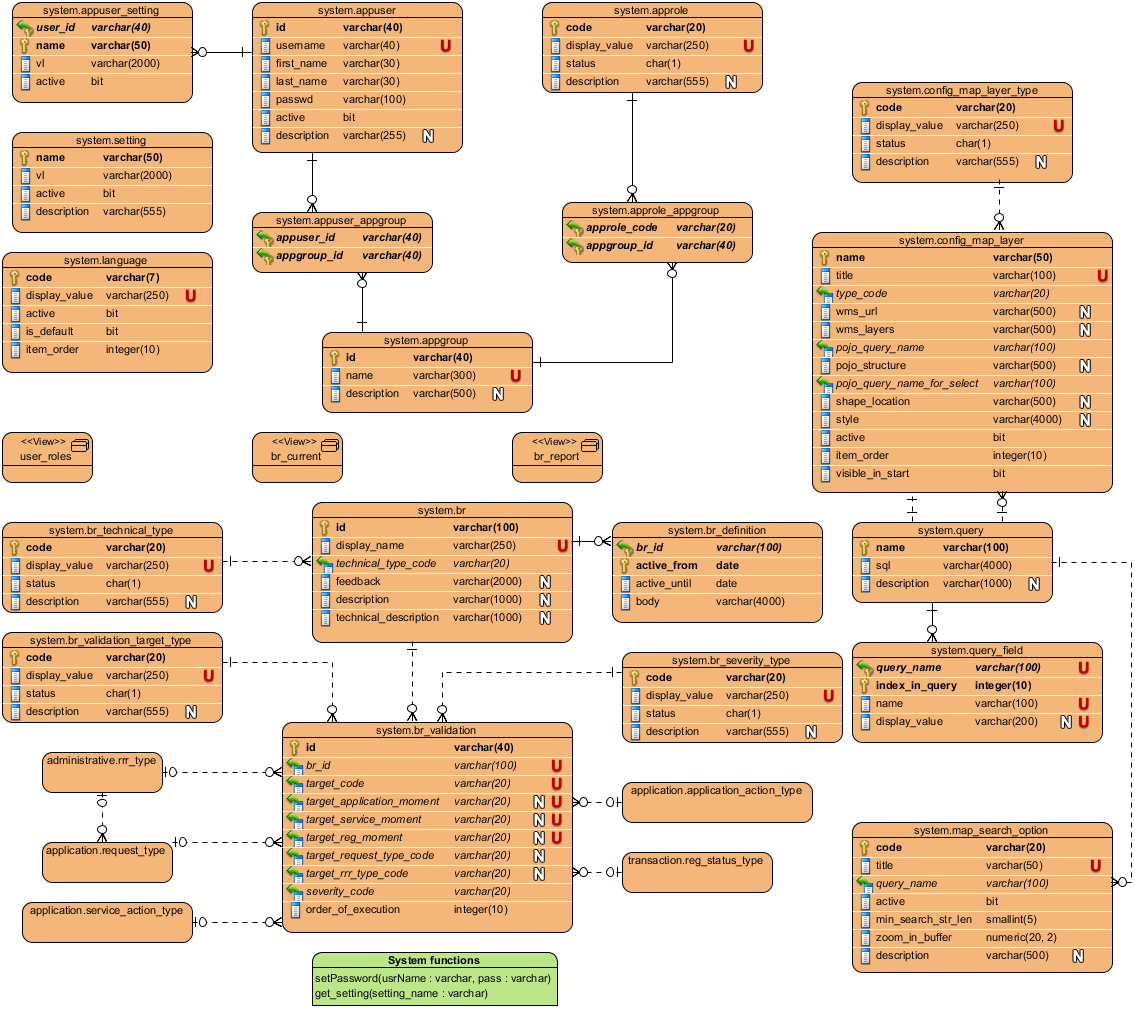 system.appuser_setting
user_id varchar(40)
name varchar(50)
vl varchar(2000)
active bit
system.appuser
id varchar(40)
username varchar(40) U
first_name varchar(30)
last_name varchar(30)
passwd varchar(100)
active bit
description varchar(255) N
system.approle
code varchar(20)
display_value varchar(250) U
status char(1)
description varchar(555) N
system.config_map_layer_type
code varchar(20)
display_value varchar(250) U
status char(1)
description varchar(555) N
system.setting
name varchar(50)
vl varchar(2000)
active bit
description varchar(555)
system.appuser_appgroup
appuser_id varchar(40)
appgroup_id varchar(40)
system.approle_appgroup
approle_code varchar(20)
appgroup_id varchar(40)
system.config_map_layer
name varchar(50)
title varchar(100) U
type_code varchar(20)
wms_url varchar(500) N
wms_layers varchar(500) N
pojo_query_name varchar(100)
pojo_structure varchar(500) N
pojo_query_name_for_select varchar(100)
shape_location varchar(500) N
style varchar(4000) N
active bit
item_order integer(10)
visible_in_start bit
system.language
code varchar(7)
display_value varchar(250) U
active bit
is_default bit
item_order integer(10)
system.appgroup
id varchar(40)
name varchar(300) U
description varchar(500) N
<<View>>
user_roles
<<View>>
br_current
<<View>>
br_report
system.br_technical_type
code varchar(20)
display_value varchar(250) U
status char(1)
description varchar(555) N
system.br
id varchar(100)
display_name varchar(250) U
technical_type_code varchar(20)
feedback varchar(2000) N
description varchar(1000) N
technical_description varchar(1000) N
system.br_definition
br_id varchar(100)
active_from date
active_until date
body varchar(4000)
system.query
name varchar(100)
sql varchar(4000)
description varchar(1000) N
system.br_validation_target_type
code varchar(20)
display_value varchar(250) U
status char(1)
description varchar(555) N
system.br_severity_type
code varchar(20)
display_value varchar(250) U
status char(1)
description varchar(555) N
system.query_field
query_name varchar(100) U
index_in_query integer(10)
name varchar(100) U
display_value varchar(200) N U
system.br_validation
id varchar(40)
br_id varchar(100) U
target_code varchar(20) U
target_application_moment varchar(20) N U
target_service_moment varchar(20) N U
target_reg_moment varchar(20) N U
target_request_type_code varchar(20) N
target_rrr_type_code varchar(20) N
severity_code varchar(20)
order_of_execution integer(10)
administrative.rrr_type
application.request_type
application.service_action_type
application.application_action_type
transaction.reg_status_type
system.map_search_option
code varchar(20)
title varchar(50) U
query_name varchar(100)
active bit
min_search_str_len smallint(5)
zoom_in_buffer numeric(20, 2)
description varchar(500) N
System functions
setPassword(usrName : varchar, pass : varchar)
get_setting(setting_name : varchar)